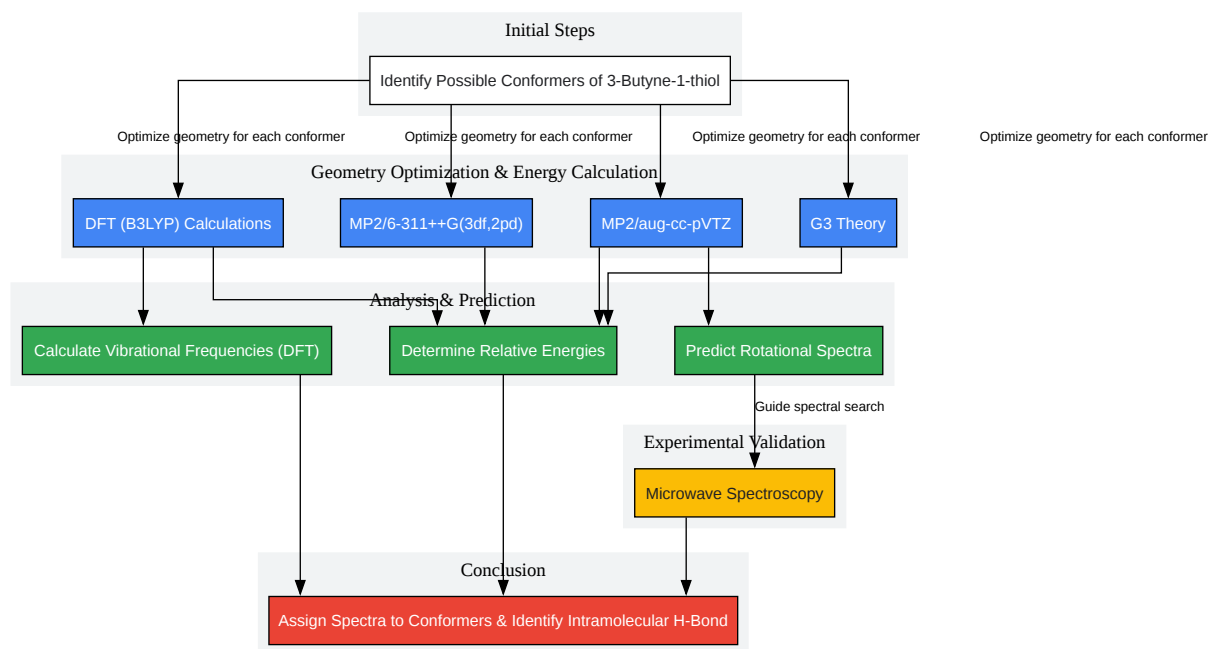 Initial Steps
Identify Possible Conformers of 3-Butyne-1-thiol
Optimize geometry for each conformer
Optimize geometry for each conformer
Optimize geometry for each conformer
Optimize geometry for each conformer
Geometry Optimization & Energy Calculation
DFT (B3LYP) Calculations
MP2/6-311++G(3df,2pd)
MP2/aug-cc-pVTZ
G3 Theory
Analysis & Prediction
Calculate Vibrational Frequencies (DFT)
Determine Relative Energies
Predict Rotational Spectra
Guide spectral search
Experimental Validation
Microwave Spectroscopy
Conclusion
Assign Spectra to Conformers & Identify Intramolecular H-Bond